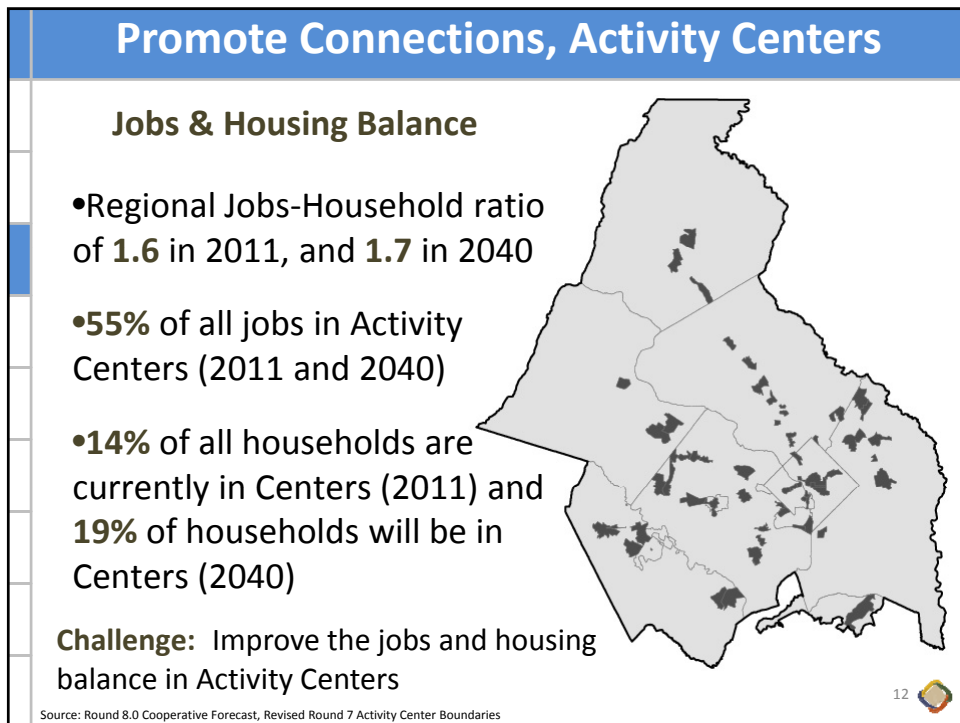 Promote Connections, Activity Centers
Jobs & Housing Balance
•Regional Jobs-Household ratio
of 1.6 in 2011, and 1.7 in 2040
•55% of all jobs in Activity
Centers (2011 and 2040)
•14% of all households are
currently in Centers (2011) and
19% of households will be in
Centers (2040)
Challenge: Improve the jobs and housing
balance in Activity Centers
12
Source: Round 8.0 Cooperative Forecast, Revised Round 7 Activity Center Boundaries